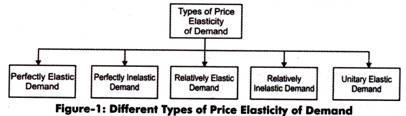 Types of Price
Elasticity
of Demand
Perfectly Elastic
Demand
Perfectly Inelastic
Demand
Relatively Elastic
Demand
Relatively
Inelastic Demand
Unitary Elastic
Demand
Figure-1: Different Types of Price Elasticity of Demand